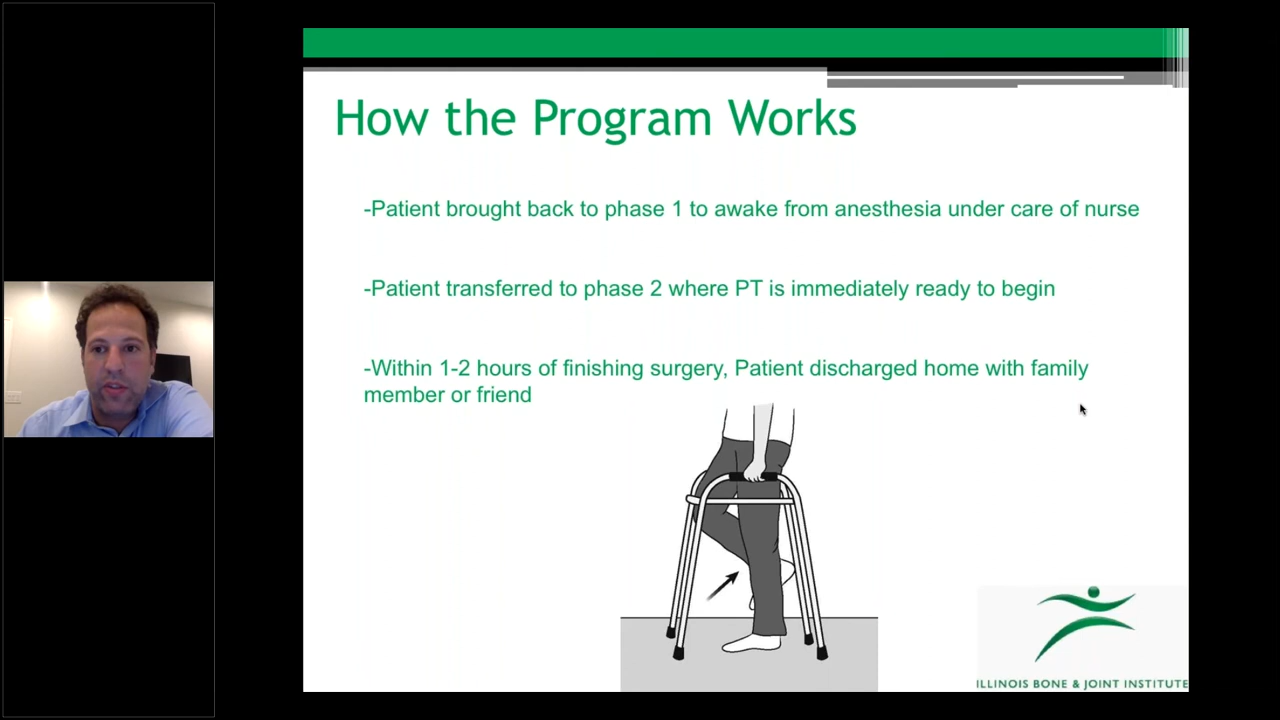 How the Program Works
-Patient brought back to phase 1 to awake from anesthesia under care of nurse
-Patient transferred to phase 2 where PT is immediately ready to begin
-Within 1-2 hours of finishing surgery, Patient discharged home with family
member or friend
ILLINOIS BONE & JOINT INSTITUTE